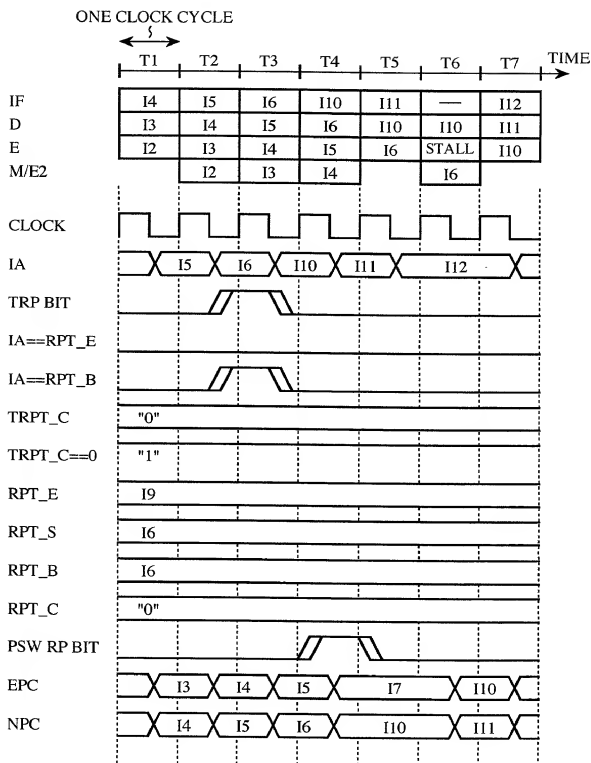 ONE CLOCK CYCLE
T1 T2 T3 T4 T5 T6 T7 TIME
IF I4 I5 I6 I10 I11 — I12
D I3 I4 I5 I6 I10 I10 I11
E I2 I3 I4 I5 I6 STALL I10
M/E2 I2 I3 I4 I6
CLOCK
IA I5 I6 I10 I11 I12
TRP BIT
IA==RPT_E
IA==RPT_B
TRPT_C "0"
TRPT_C==0 "1"
RPT_E I9
RPT_S I6
RPT_B I6
RPT_C "0"
PSW RP BIT
EPC I3 I4 I5 I7 I10
NPC I4 I5 I6 I10 I11